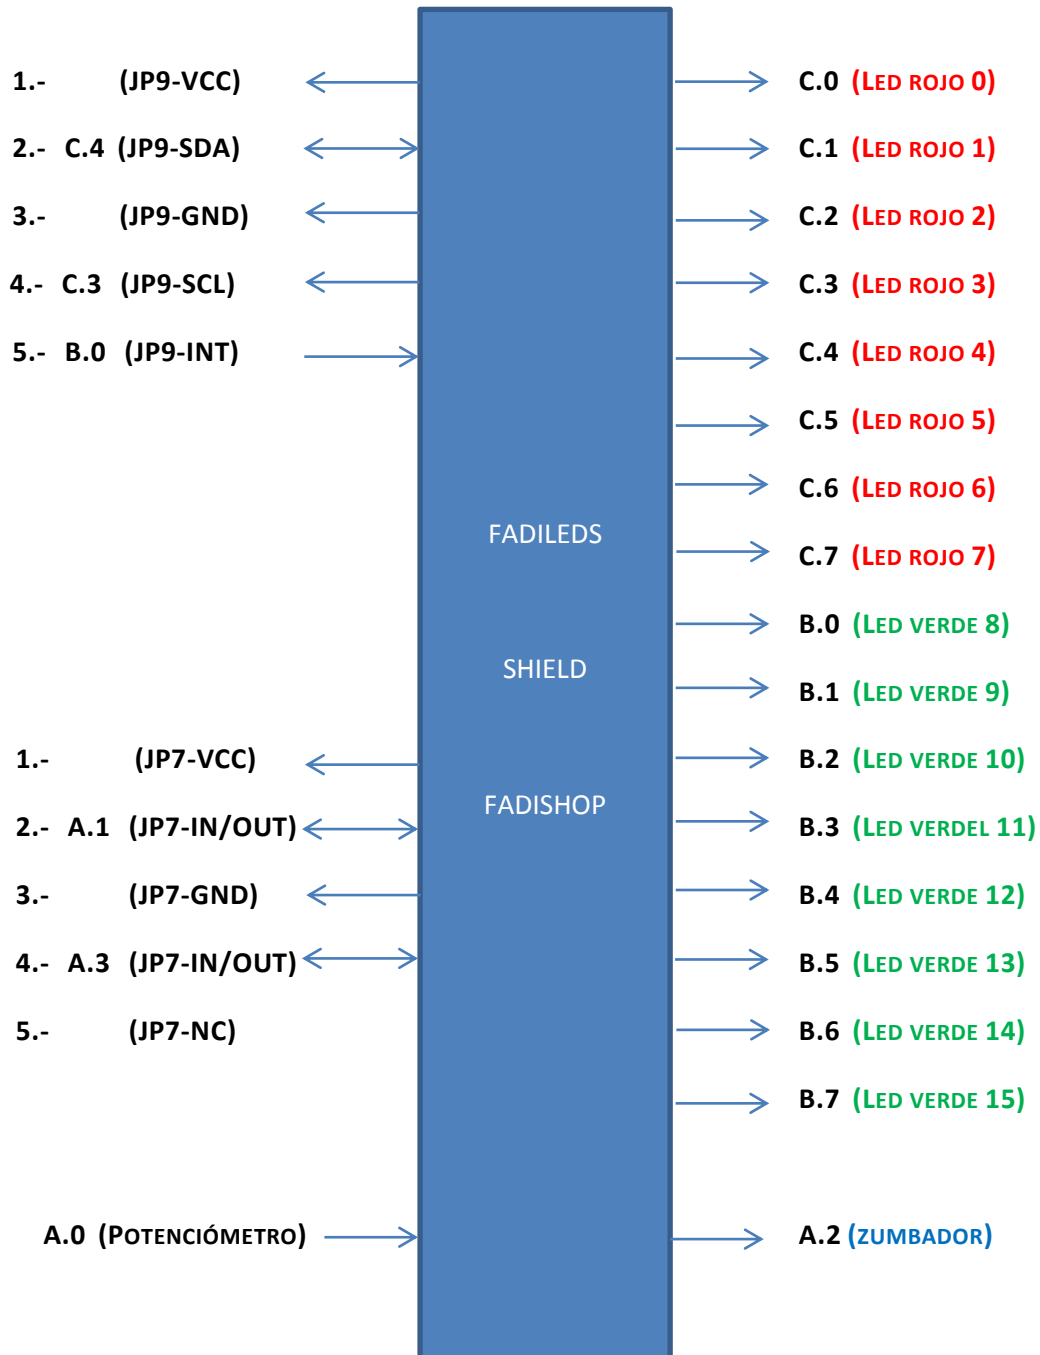 1.- (JP9-VCC)
2.- C.4 (JP9-SDA)
3.- (JP9-GND)
4.- C.3 (JP9-SCL)
5.- B.0 (JP9-INT)
1.- (JP7-VCC)
2.- A.1 (JP7-IN/OUT)
3.- (JP7-GND)
4.- A.3 (JP7-IN/OUT)
5.- (JP7-NC)
A.0 (POTENCIÓMETRO)
FADILEDS
SHIELD
FADISHOP
C.0 (LED ROJO 0)
C.1 (LED ROJO 1)
C.2 (LED ROJO 2)
C.3 (LED ROJO 3)
C.4 (LED ROJO 4)
C.5 (LED ROJO 5)
C.6 (LED ROJO 6)
C.7 (LED ROJO 7)
B.0 (LED VERDE 8)
B.1 (LED VERDE 9)
B.2 (LED VERDE 10)
B.3 (LED VERDEL 11)
B.4 (LED VERDE 12)
B.5 (LED VERDE 13)
B.6 (LED VERDE 14)
B.7 (LED VERDE 15)
A.2 (ZUMBADOR)